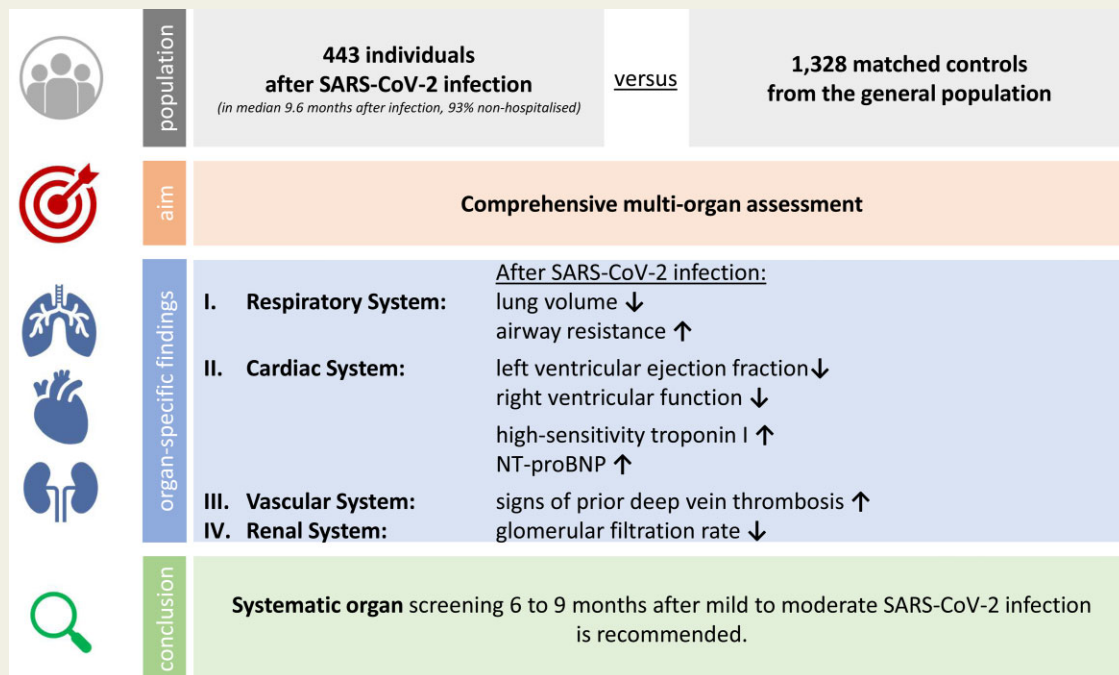 population
443 individuals
after SARS-CoV-2 infection
(in median 9.6 months after infection, 93% non-hospitalised)
versus
1,328 matched controls
from the general population
aim
Comprehensive multi-organ assessment
organ-specific findings
After SARS-CoV-2 infection:
I. Respiratory System: lung volume ↓
airway resistance ↑
II. Cardiac System: left ventricular ejection fraction↓
right ventricular function ↓
high-sensitivity troponin I ↑
NT-proBNP ↑
III. Vascular System: signs of prior deep vein thrombosis ↑
IV. Renal System: glomerular filtration rate ↓
conclusion
Systematic organ screening 6 to 9 months after mild to moderate SARS-CoV-2 infection
is recommended.